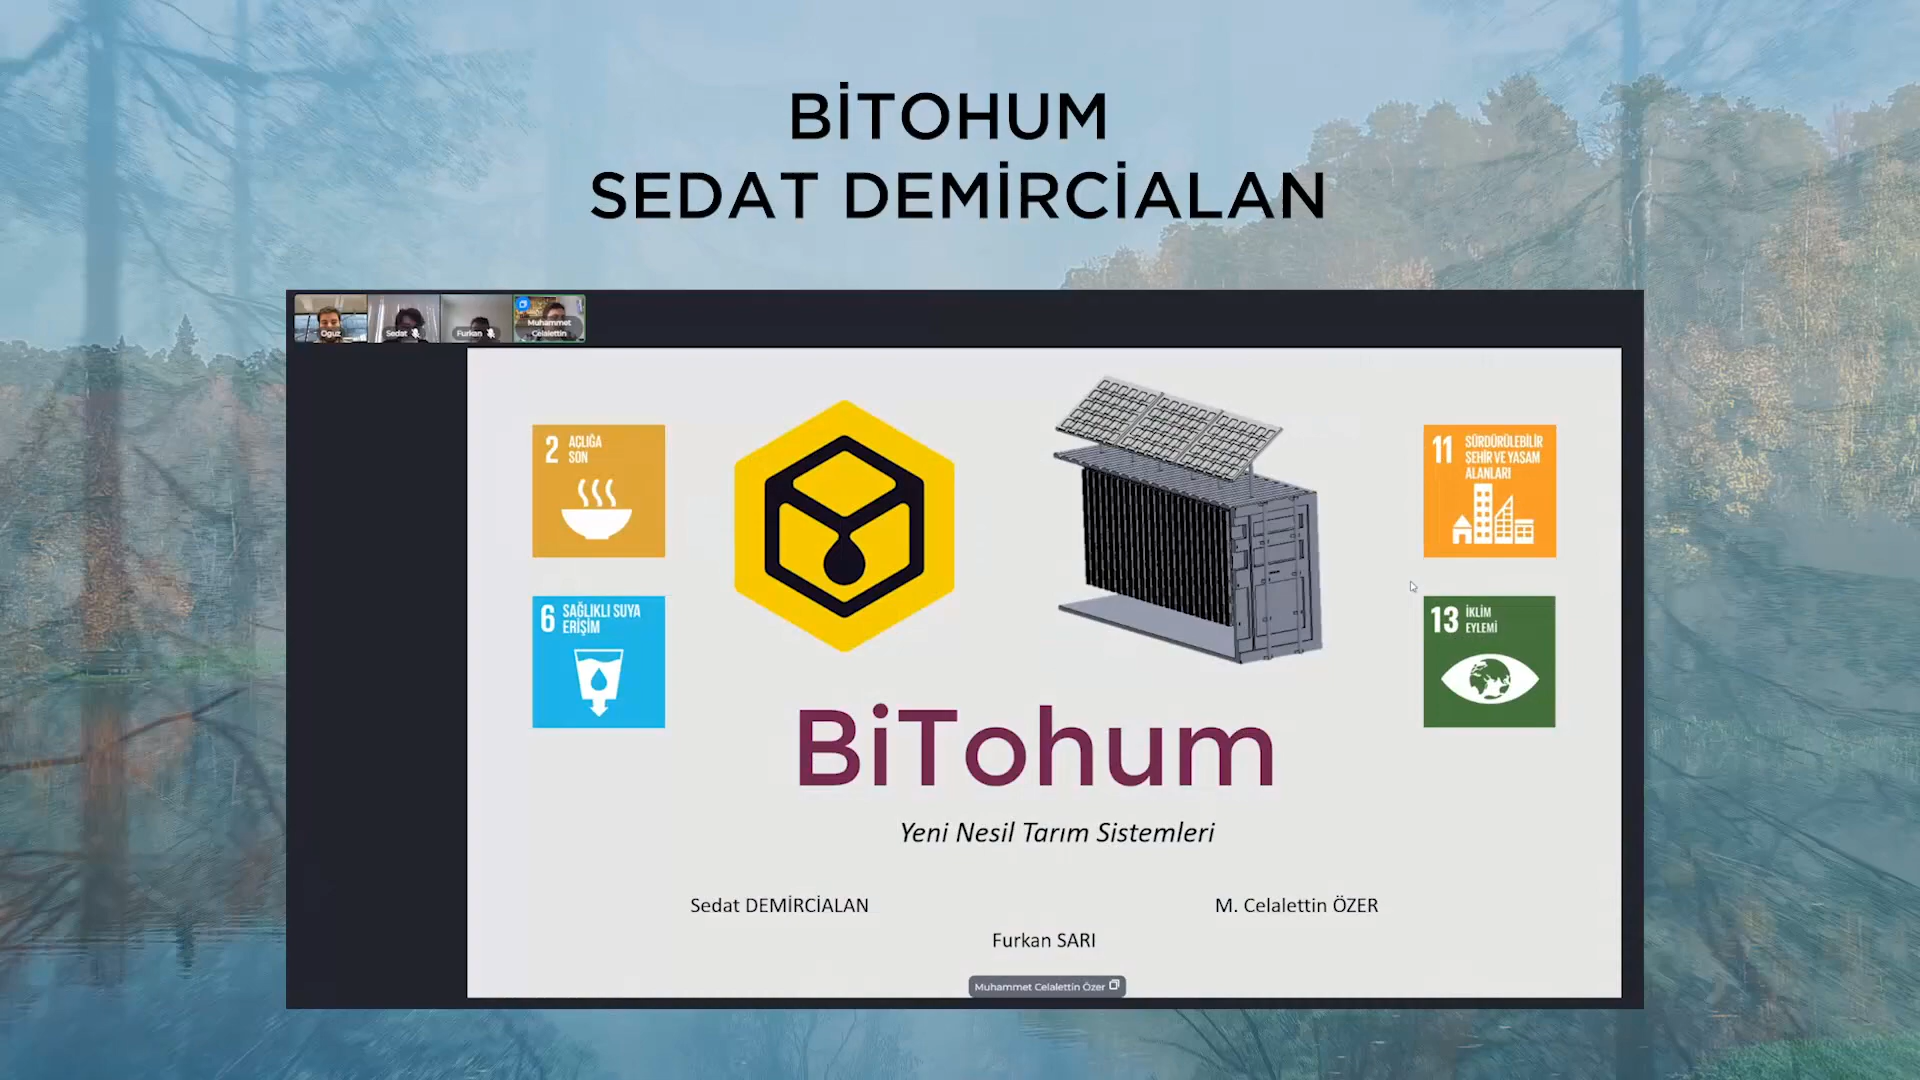 BİTOHUM
SEDAT DEMİRCİALAN
Oguz
Sedat
Furkan
Muhammet
Celalettin
2 AÇLIĞA
SON
6 SAĞLIKLI SUYA
ERİŞİM
11 SÜRDÜRÜLEBİLİR
ŞEHİR VE YAŞAM
ALANLARI
13 İKLİM
EYLEMİ
BiTohum
Yeni Nesil Tarım Sistemleri
Sedat DEMİRCİALAN
M. Celalettin ÖZER
Furkan SARI
Muhammet Celalettin Özer